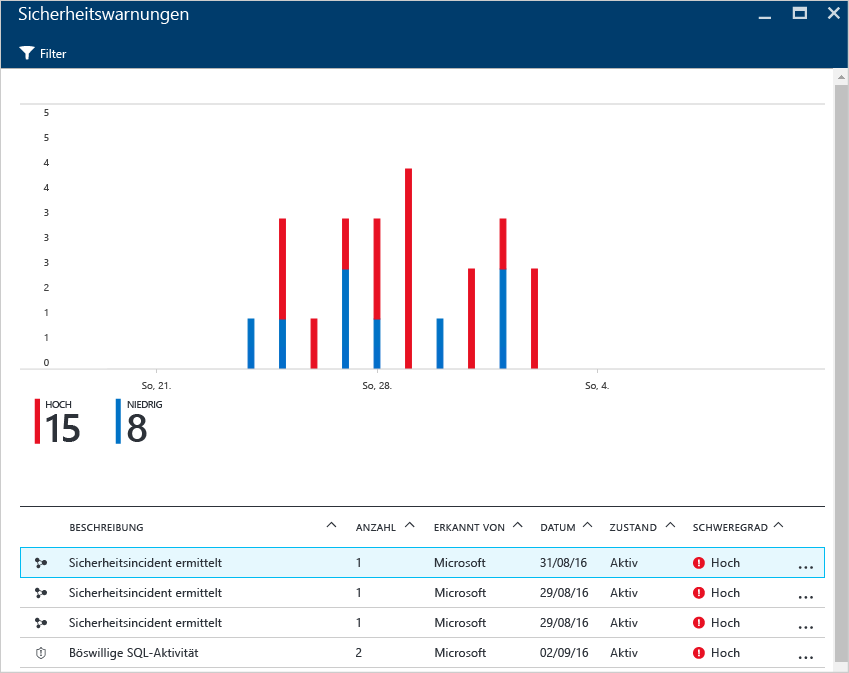 Sicherheitswarnungen
Filter
5
5
4
4
3
3
3
2
1
1
0
So, 21. So, 28. So, 4.
HOCH NIEDRIG
15 8
BESCHREIBUNG ANZAHL ERKANNT VON DATUM ZUSTAND SCHWEREGRAD
Sicherheitsincident ermittelt 1 Microsoft 31/08/16 Aktiv Hoch ...
Sicherheitsincident ermittelt 1 Microsoft 29/08/16 Aktiv Hoch ...
Sicherheitsincident ermittelt 1 Microsoft 29/08/16 Aktiv Hoch ...
Böswillige SQL-Aktivität 2 Microsoft 02/09/16 Aktiv Hoch ...